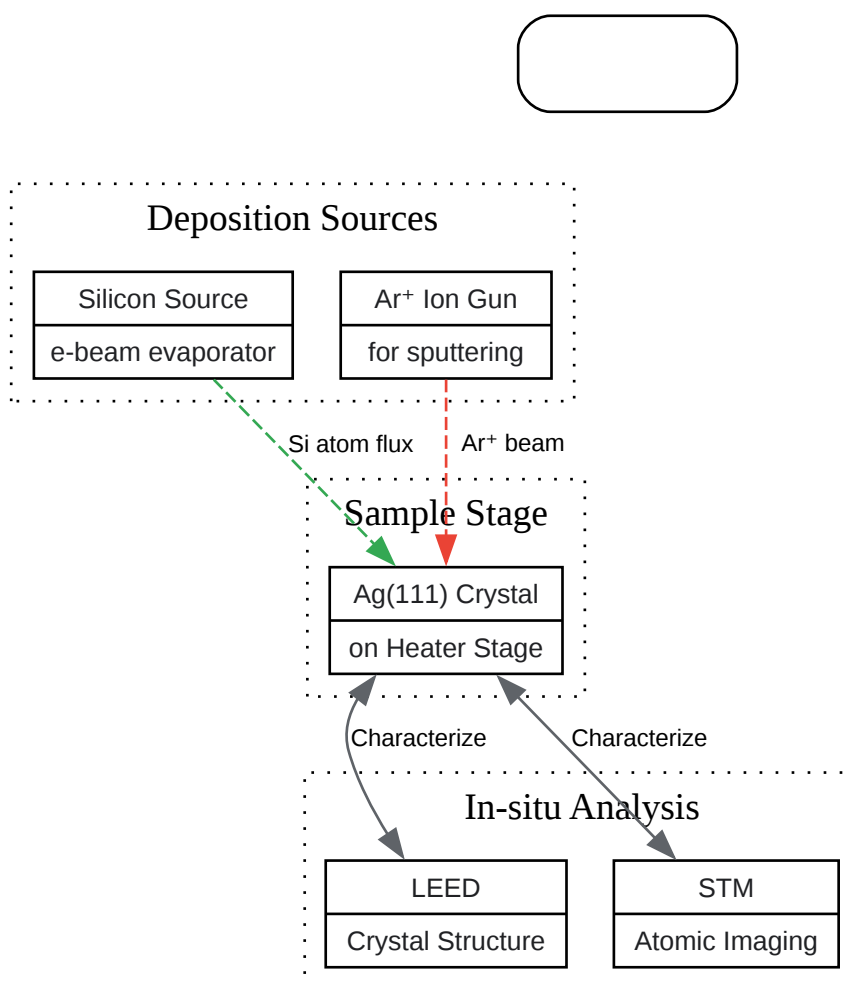 Deposition Sources
Silicon Source
e-beam evaporator
Ar⁺ Ion Gun
for sputtering
Si atom flux
Ar⁺ beam
Sample Stage
Ag(111) Crystal
on Heater Stage
Characterize
Characterize
In-situ Analysis
LEED
Crystal Structure
STM
Atomic Imaging